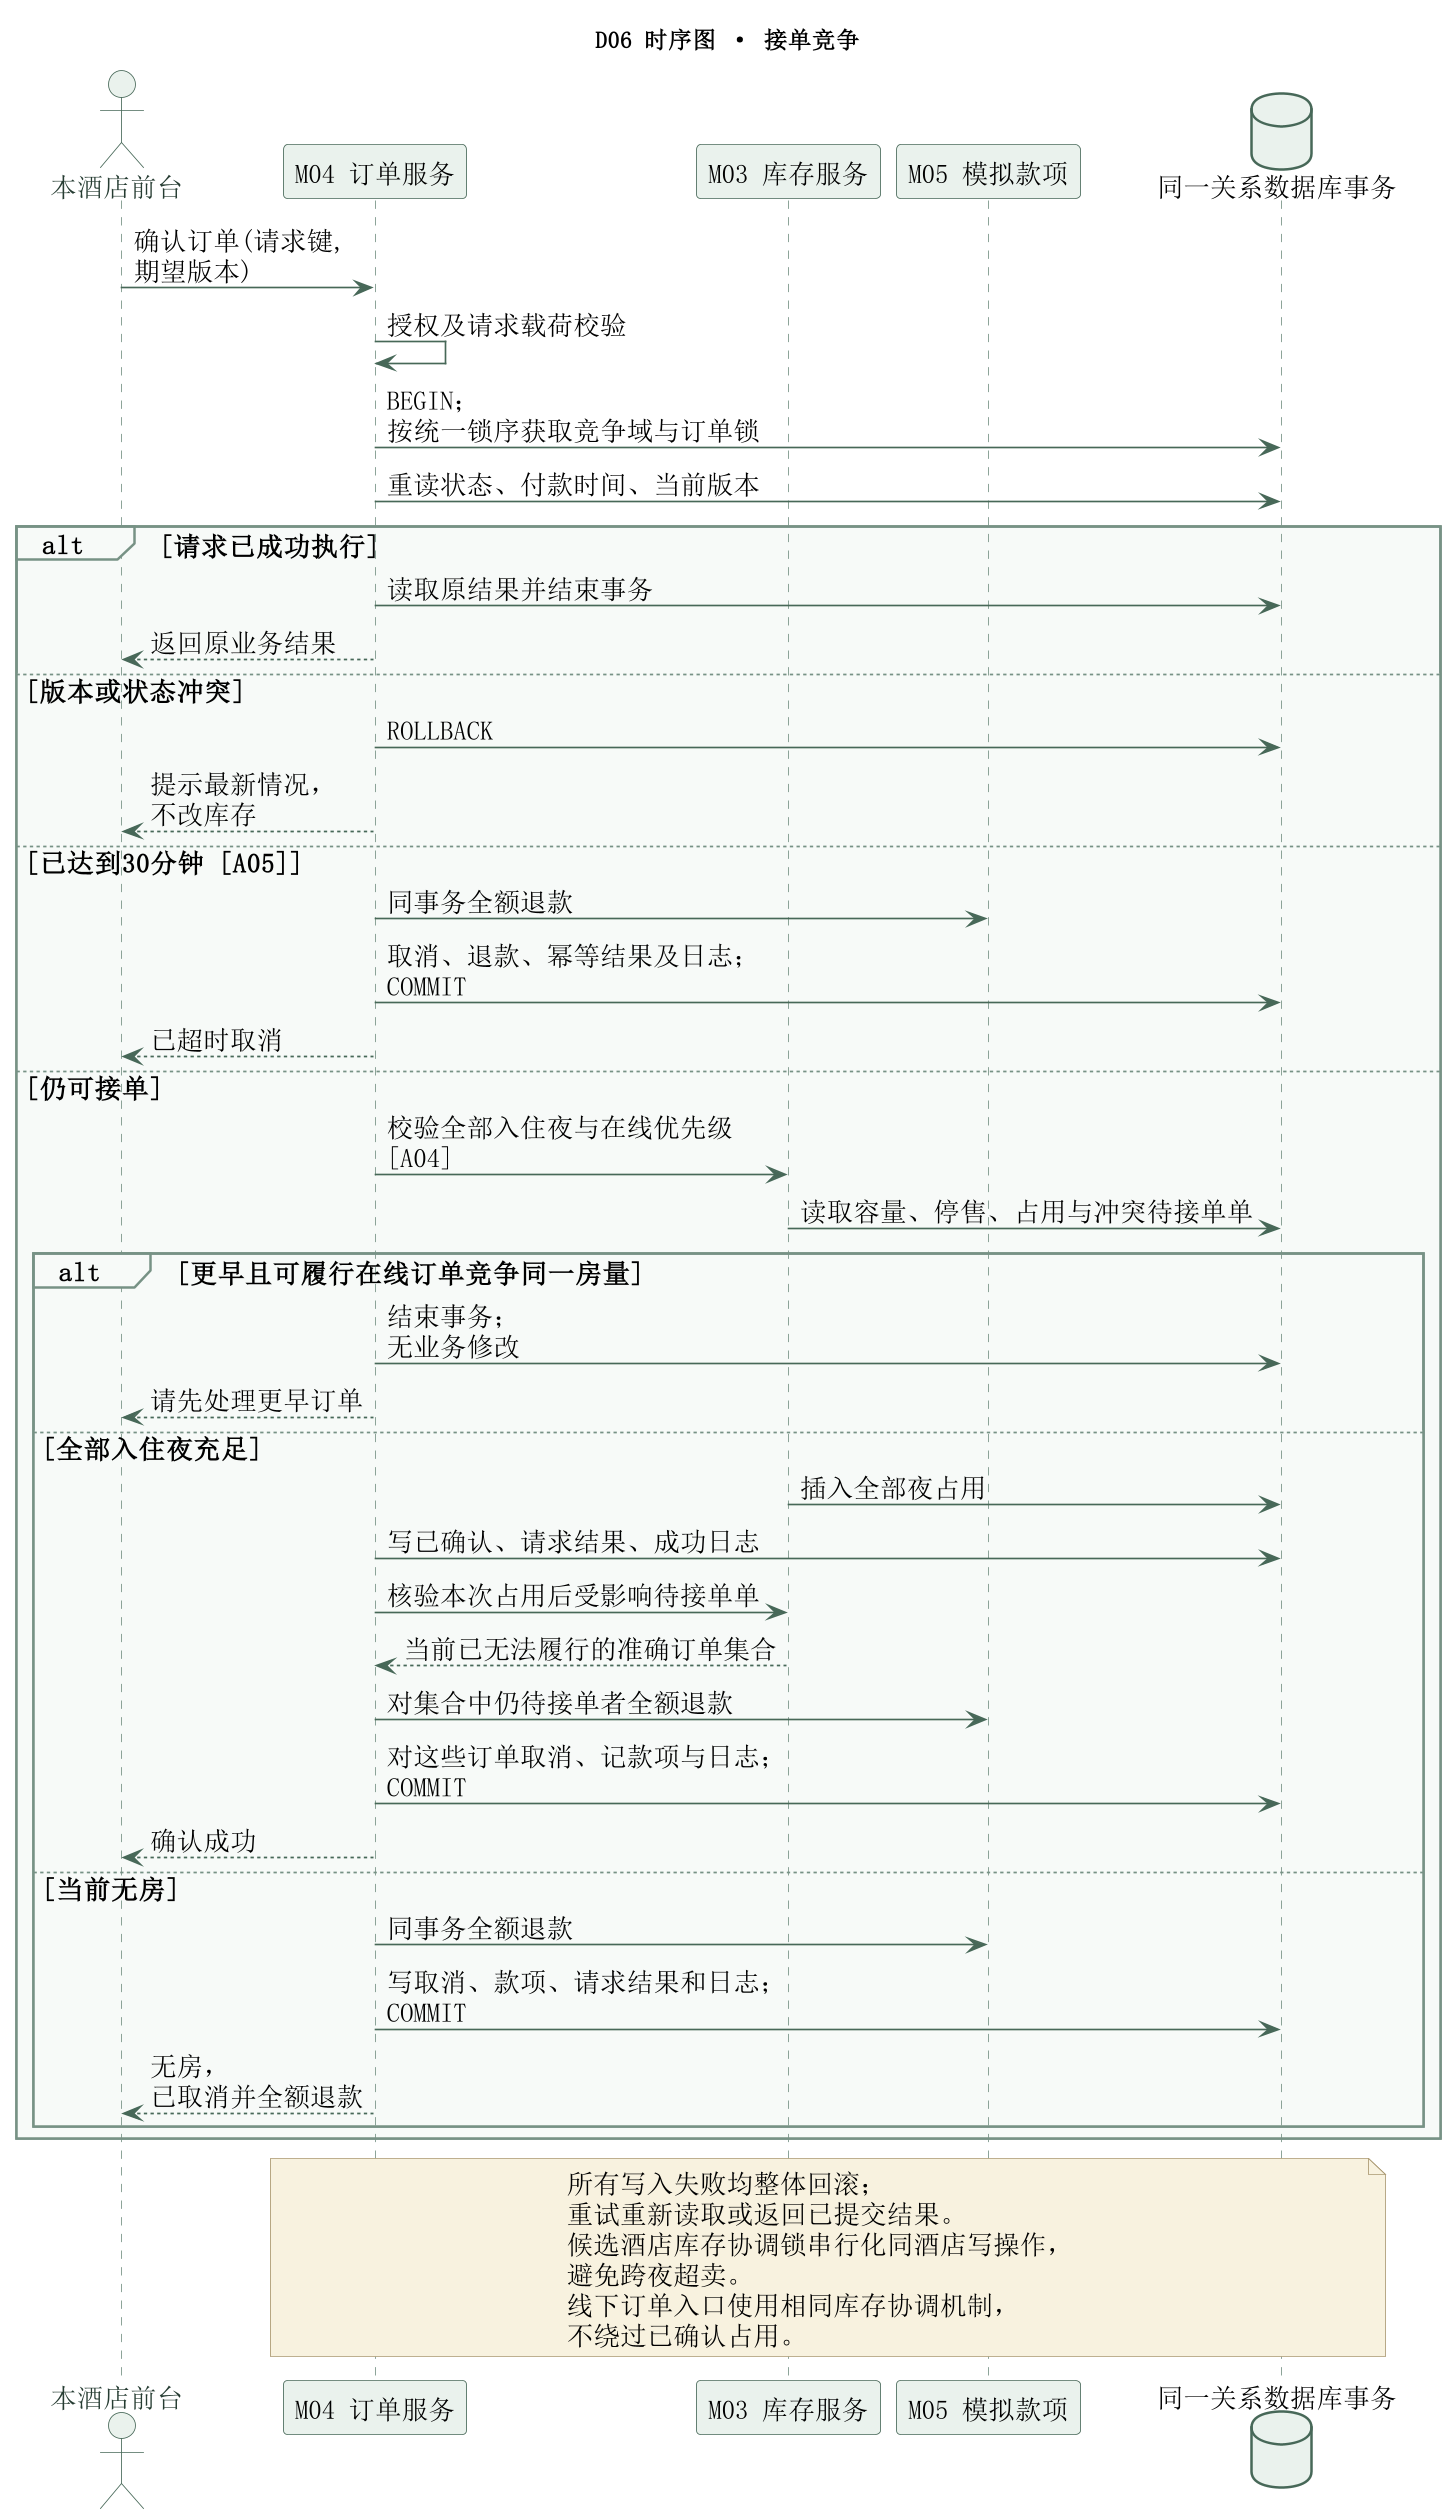 D06 时序图 · 接单竞争
本酒店前台
M04 订单服务
M03 库存服务
M05 模拟款项
同一关系数据库事务
确认订单(请求键,
期望版本)
授权及请求载荷校验
BEGIN;
按统一锁序获取竞争域与订单锁
重读状态、付款时间、当前版本
alt [请求已成功执行]
读取原结果并结束事务
返回原业务结果
[版本或状态冲突]
ROLLBACK
提示最新情况,
不改库存
[已达到30分钟 [A05]]
同事务全额退款
取消、退款、幂等结果及日志;
COMMIT
已超时取消
[仍可接单]
校验全部入住夜与在线优先级
[A04]
读取容量、停售、占用与冲突待接单单
alt [更早且可履行在线订单竞争同一房量]
结束事务;
无业务修改
请先处理更早订单
[全部入住夜充足]
插入全部夜占用
写已确认、请求结果、成功日志
核验本次占用后受影响待接单单
当前已无法履行的准确订单集合
对集合中仍待接单者全额退款
对这些订单取消、记款项与日志;
COMMIT
确认成功
[当前无房]
同事务全额退款
写取消、款项、请求结果和日志;
COMMIT
无房,
已取消并全额退款
所有写入失败均整体回滚;
重试重新读取或返回已提交结果。
候选酒店库存协调锁串行化同酒店写操作,
避免跨夜超卖。
线下订单入口使用相同库存协调机制,
不绕过已确认占用。
本酒店前台
M04 订单服务
M03 库存服务
M05 模拟款项
同一关系数据库事务